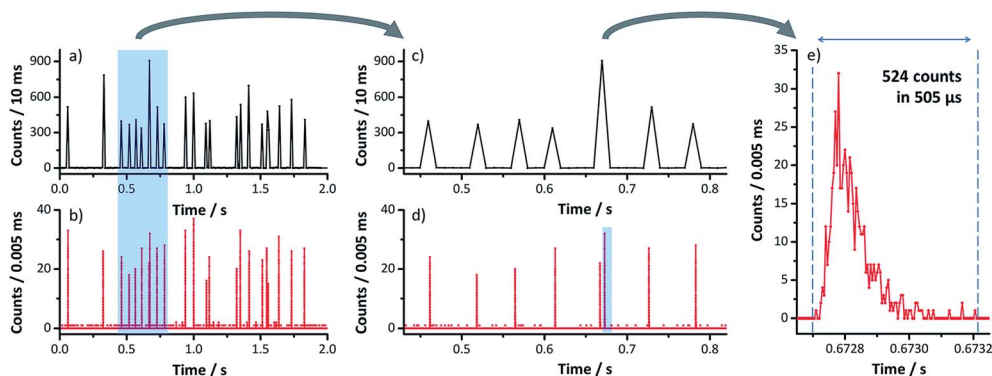 a)
Counts / 10 ms
900
600
300
0
0.0 0.5 1.0 1.5 2.0
Time / s
b)
Counts / 0.005 ms
40
20
0
0.0 0.5 1.0 1.5 2.0
Time / s
c)
Counts / 10 ms
900
600
300
0
0.5 0.6 0.7 0.8
Time / s
d)
Counts / 0.005 ms
40
20
0
0.5 0.6 0.7 0.8
Time / s
e)
524 counts
in 505 µs
Counts / 0.005 ms
35
30
25
20
15
10
5
0
0.6728 0.6730 0.6732
Time / s